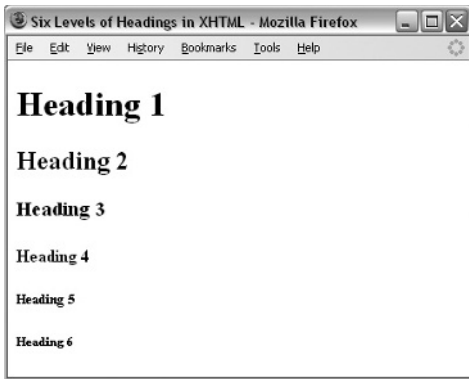 Six Levels of Headings in XHTML - Mozilla Firefox
File Edit View History Bookmarks Tools Help
Heading 1
Heading 2
Heading 3
Heading 4
Heading 5
Heading 6